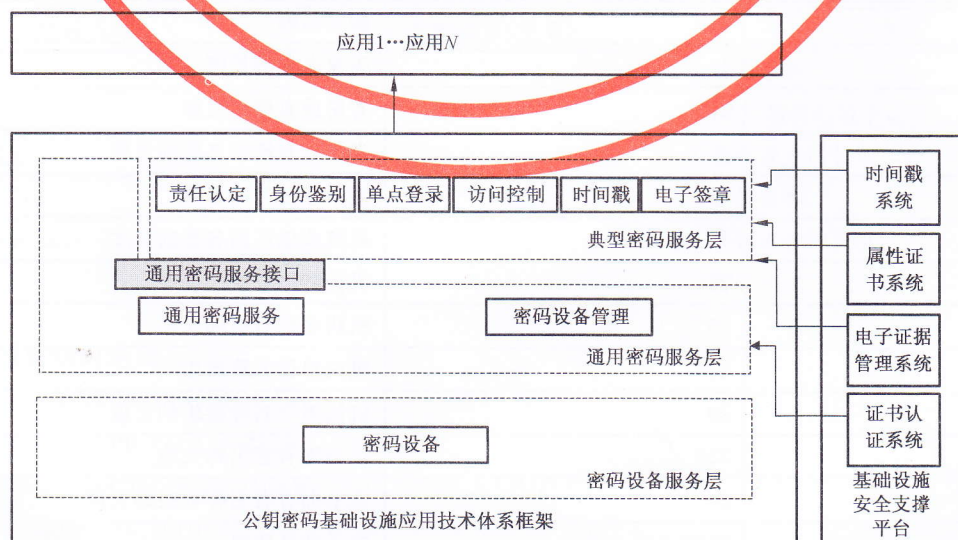 应用1…应用N
责任认定 身份鉴别 单点登录 访问控制 时间戳 电子签章
典型密码服务层
通用密码服务接口
通用密码服务 密码设备管理
通用密码服务层
密码设备
密码设备服务层
公钥密码基础设施应用技术体系框架
时间戳
系统
属性证
书系统
电子证据
管理系统
证书认
证系统
基础设施
安全支撑
平台